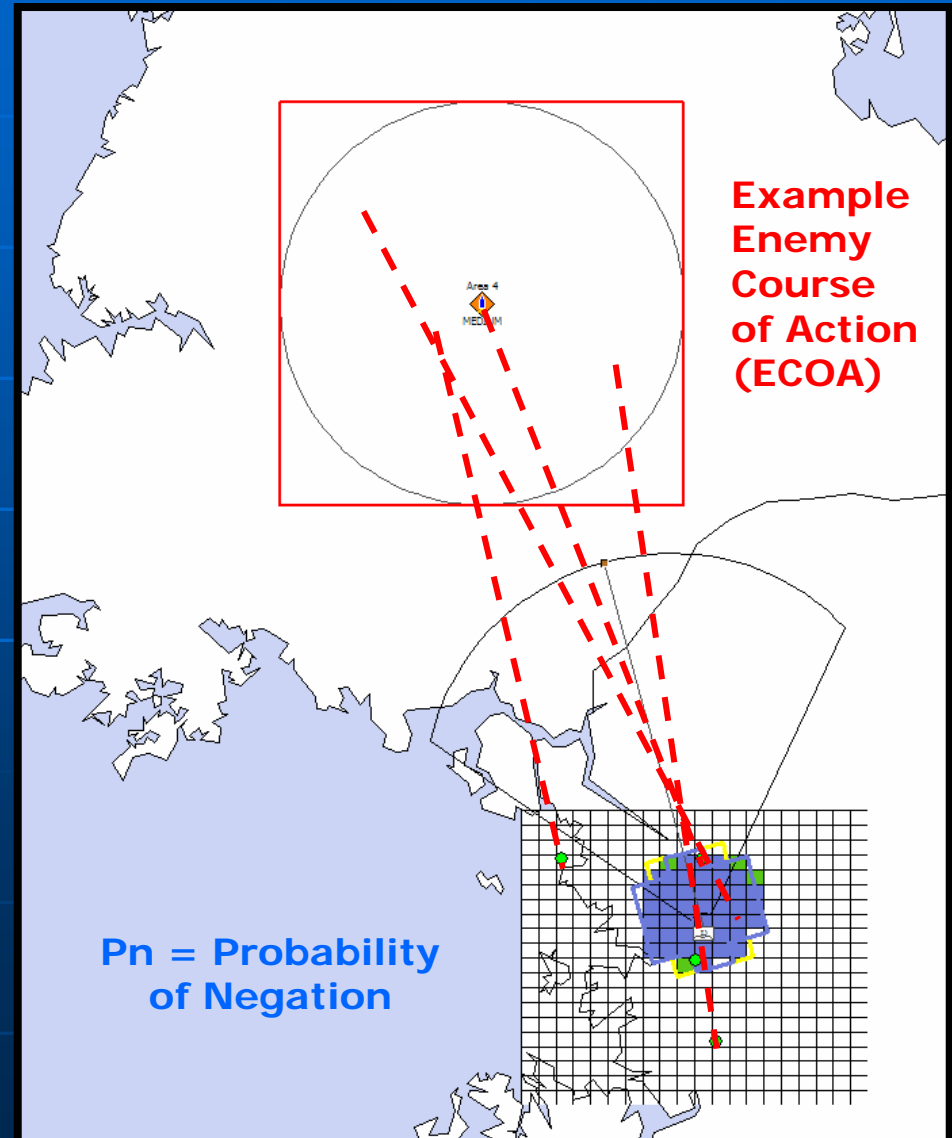 Example
Enemy
Course
of Action
(ECOA)
Area 4
MEDIUM
Pn = Probability
of Negation